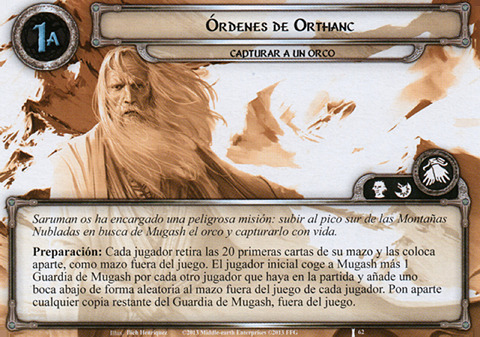 1A
Órdenes de Orthanc
capturar a un orco
Saruman os ha encargado una peligrosa misión: subir al pico sur de las Montañas
Nubladas en busca de Mugash el orco y capturarlo con vida.
Preparación: Cada jugador retira las 20 primeras cartas de su mazo y las coloca
aparte, como mazo fuera del juego. El jugador inicial coge a Mugash más 1
Guardia de Mugash por cada otro jugador que haya en la partida y añade uno
boca abajo de forma aleatoria al mazo fuera del juego de cada jugador. Pon aparte
cualquier copia restante del Guardia de Mugash, fuera del juego.
©2013 Middle-earth Enterprises ©2013 FFG
62